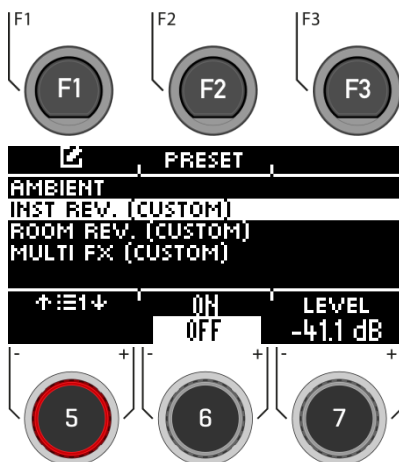 F1 F2 F3
F1 F2 F3
PRESET
AMBIENT
INST REV. (CUSTOM)
ROOM REV. (CUSTOM)
MULTI FX (CUSTOM)
↑ 1↓ ON LEVEL
OFF -41.1 dB
- + - + - +
5 6 7